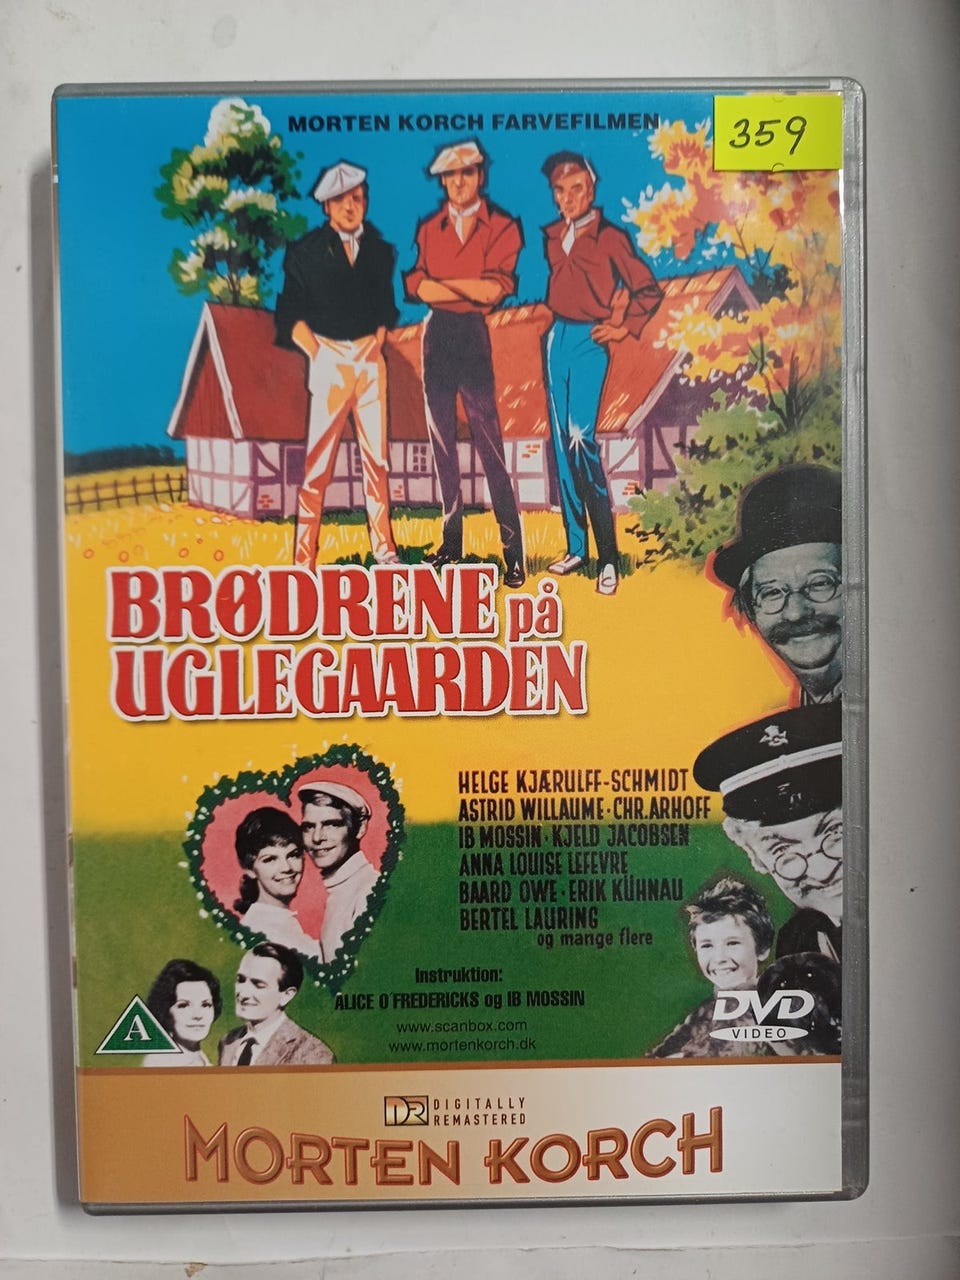 MORTEN KORCH FARVEFILMEN
359
BRØDRENE på
UGLEGAARDEN
HELGE KJÆRULFF-SCHMIDT
ASTRID WILLAUME · CHR. ARHOFF
IB MOSSIN · KJELD JACOBSEN
ANNA LOUISE LEFEVRE
BAARD OWE · ERIK KÜHNAU
BERTEL LAURING
og mange flere
Instruktion:
ALICE O'FREDERICKS og IB MOSSIN
www.scanbox.com
www.mortenkorch.dk
A
DVD
VIDEO
DR DIGITALLY
REMASTERED
MORTEN KORCH